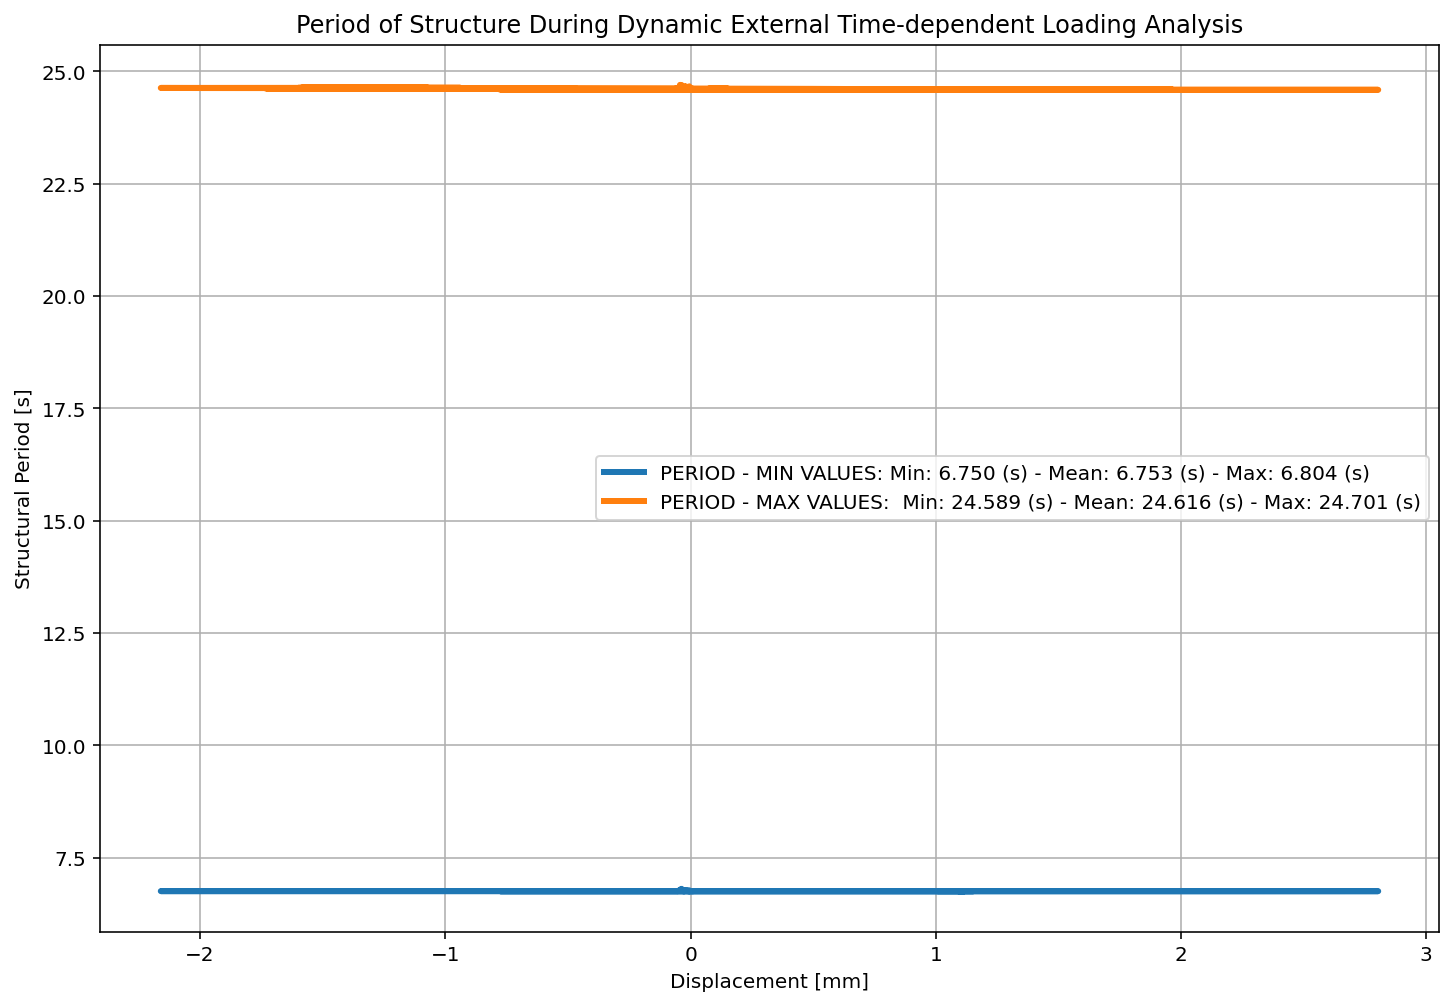 Period of Structure During Dynamic External Time-dependent Loading Analysis
25.0
22.5
20.0
17.5
15.0
12.5
10.0
7.5
Structural Period [s]
PERIOD - MIN VALUES: Min: 6.750 (s) - Mean: 6.753 (s) - Max: 6.804 (s)
PERIOD - MAX VALUES:  Min: 24.589 (s) - Mean: 24.616 (s) - Max: 24.701 (s)
−2 −1 0 1 2 3
Displacement [mm]